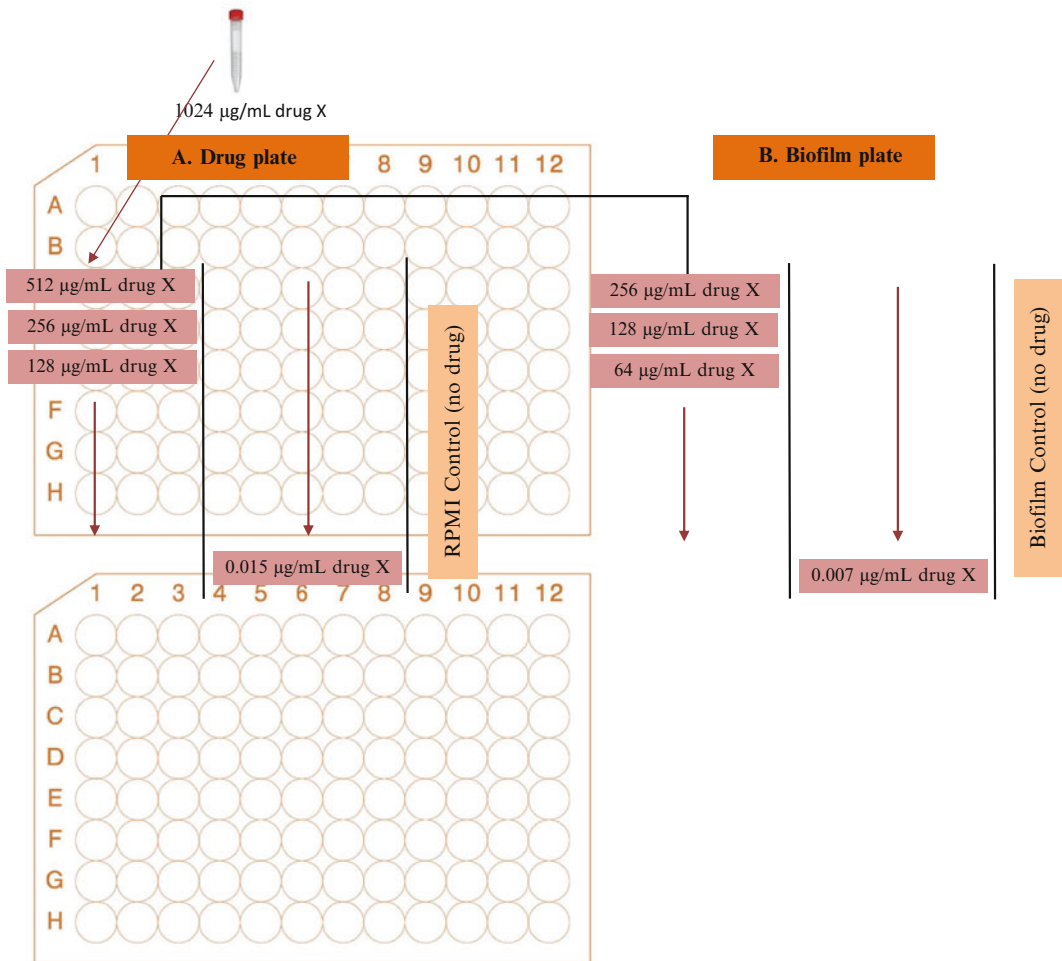 1024 μg/mL drug X
A. Drug plate
B. Biofilm plate
1 8 9 10 11 12
A
B
512 μg/mL drug X
256 μg/mL drug X
128 μg/mL drug X
F
G
H
0.015 μg/mL drug X
RPMI Control (no drug)
256 μg/mL drug X
128 μg/mL drug X
64 μg/mL drug X
0.007 μg/mL drug X
Biofilm Control (no drug)
1 2 3 4 5 6 7 8 9 10 11 12
A
B
C
D
E
F
G
H